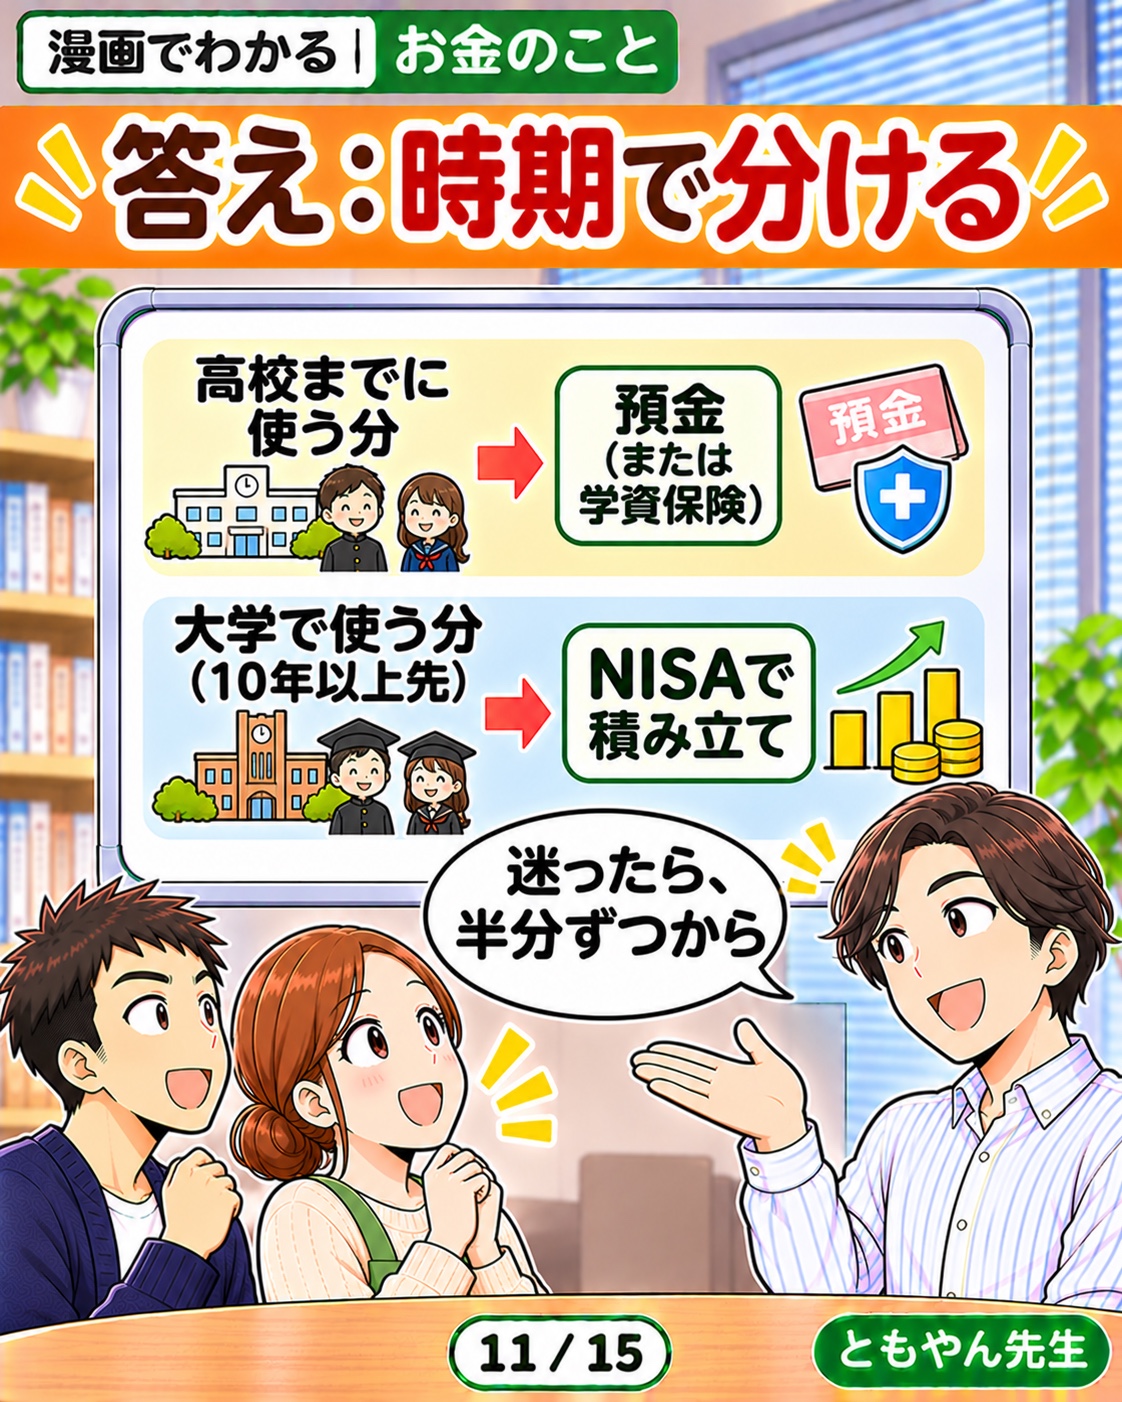 漫画でわかる|お金のこと
答え:時期で分ける
高校までに
使う分
預金
(または
学資保険)
預金
大学で使う分
(10年以上先)
NISAで
積み立て
迷ったら、
半分ずつから
11/15
ともやん先生